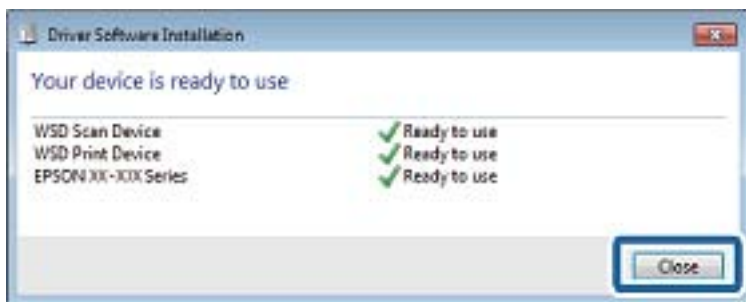 Driver Software Installation
Your device is ready to use
WSD Scan Device Ready to use
WSD Print Device Ready to use
EPSON XX-XXX Series Ready to use
Close